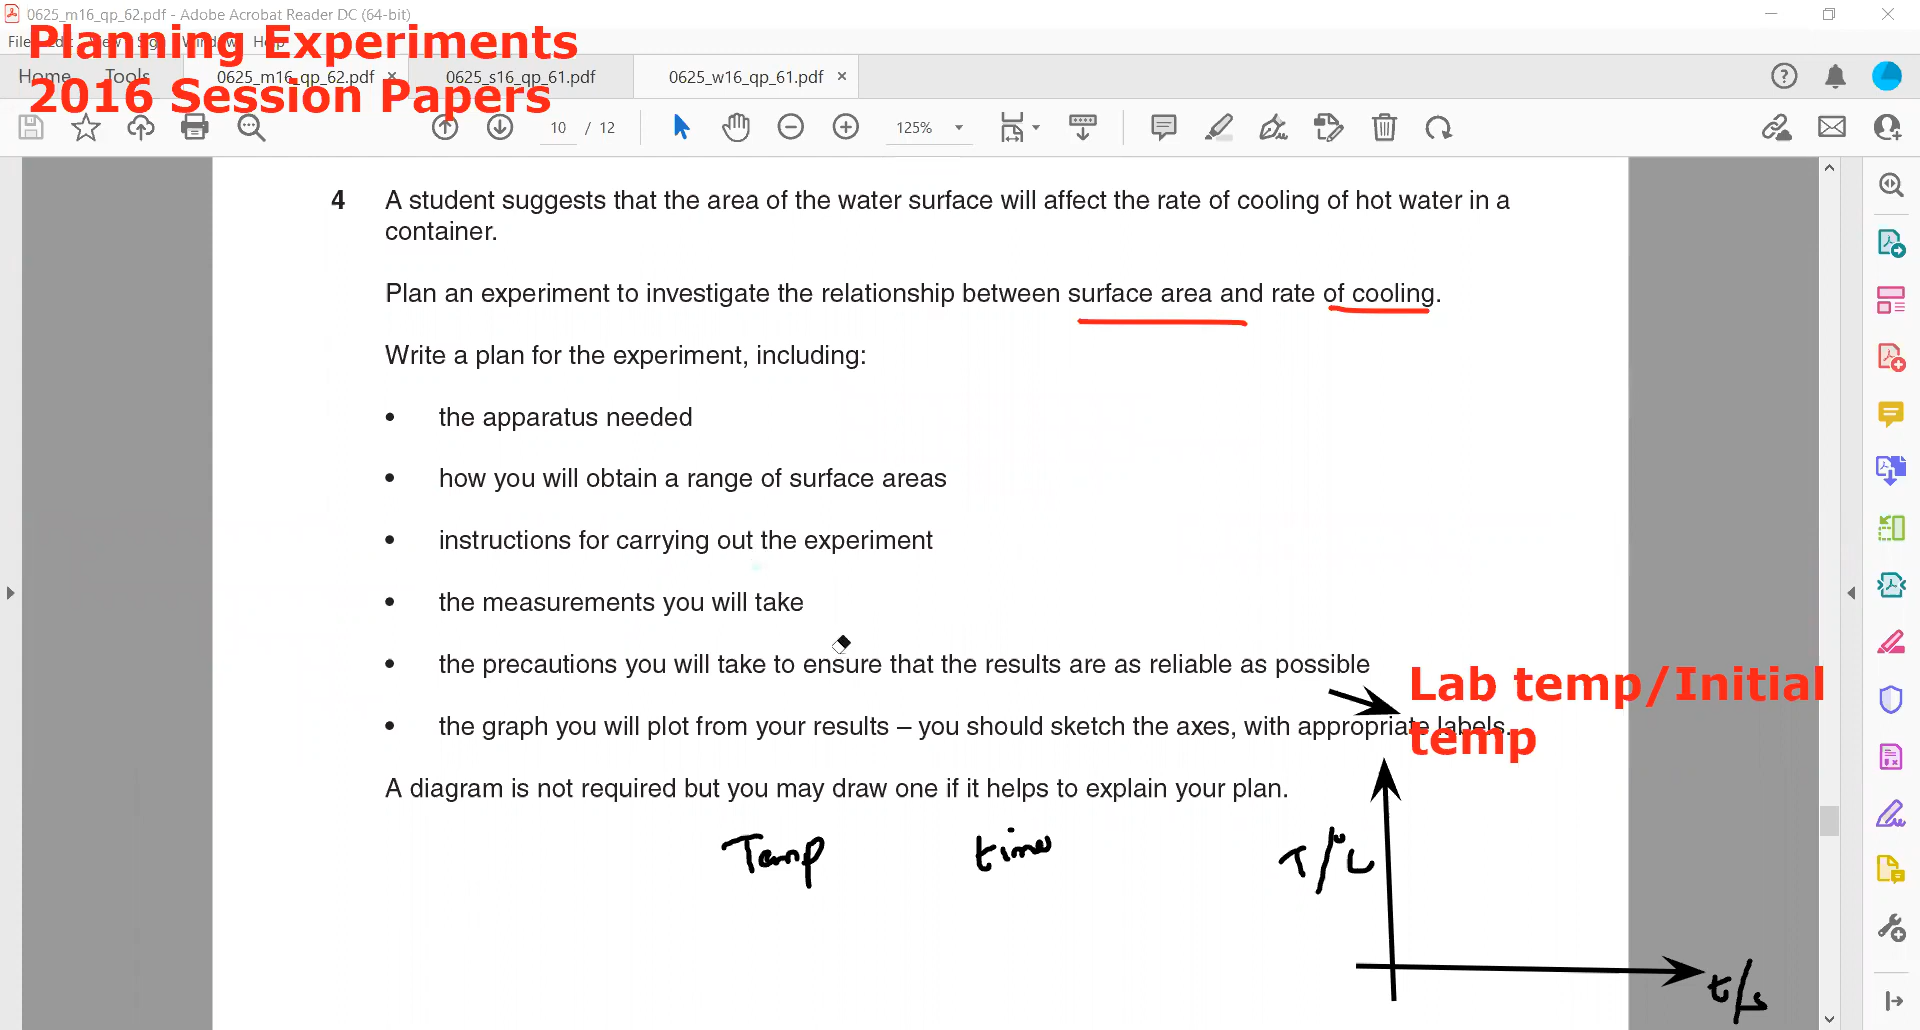 0625_m16_qp_62.pdf - Adobe Acrobat Reader DC (64-bit)
Planning Experiments
File Edit View Sign Window Help
Home Tools 0625_m16_qp_62.pdf 0625_s16_qp_61.pdf 0625_w16_qp_61.pdf
2016 Session Papers
10 / 12 125%
4 A student suggests that the area of the water surface will affect the rate of cooling of hot water in a
container.
Plan an experiment to investigate the relationship between surface area and rate of cooling.
Write a plan for the experiment, including:
• the apparatus needed
• how you will obtain a range of surface areas
• instructions for carrying out the experiment
• the measurements you will take
• the precautions you will take to ensure that the results are as reliable as possible
Lab temp/Initial
temp
• the graph you will plot from your results – you should sketch the axes, with appropriate labels.
A diagram is not required but you may draw one if it helps to explain your plan.
Temp time T/°C
t/s